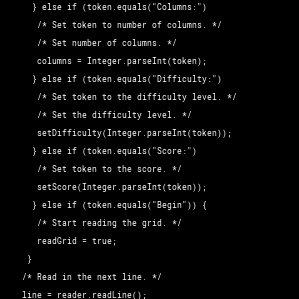 } else if (token.equals("Columns:")
/* Set token to number of columns. */
/* Set number of columns. */
columns = Integer.parseInt(token);
} else if (token.equals("Difficulty:")
/* Set token to the difficulty level. */
/* Set the difficulty level. */
setDifficulty(Integer.parseInt(token));
} else if (token.equals("Score:")
/* Set token to the score. */
setScore(Integer.parseInt(token));
} else if (token.equals("Begin")) {
/* Start reading the grid. */
readGrid = true;
}
/* Read in the next line. */
line = reader.readLine();